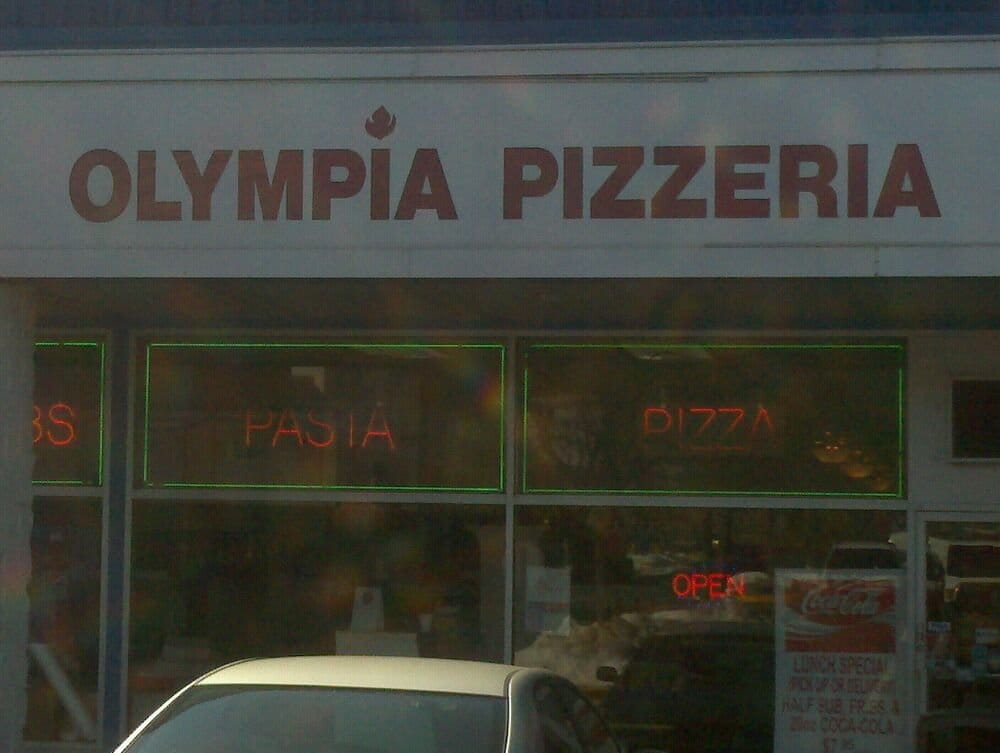 OLYMPIA PIZZERIA
BS
PASTA
PIZZA
OPEN
Coca-Cola
LUNCH SPECIAL
PICK UP OR DELIVERY
HALF SUB, FRIES, &
20oz COCA-COLA